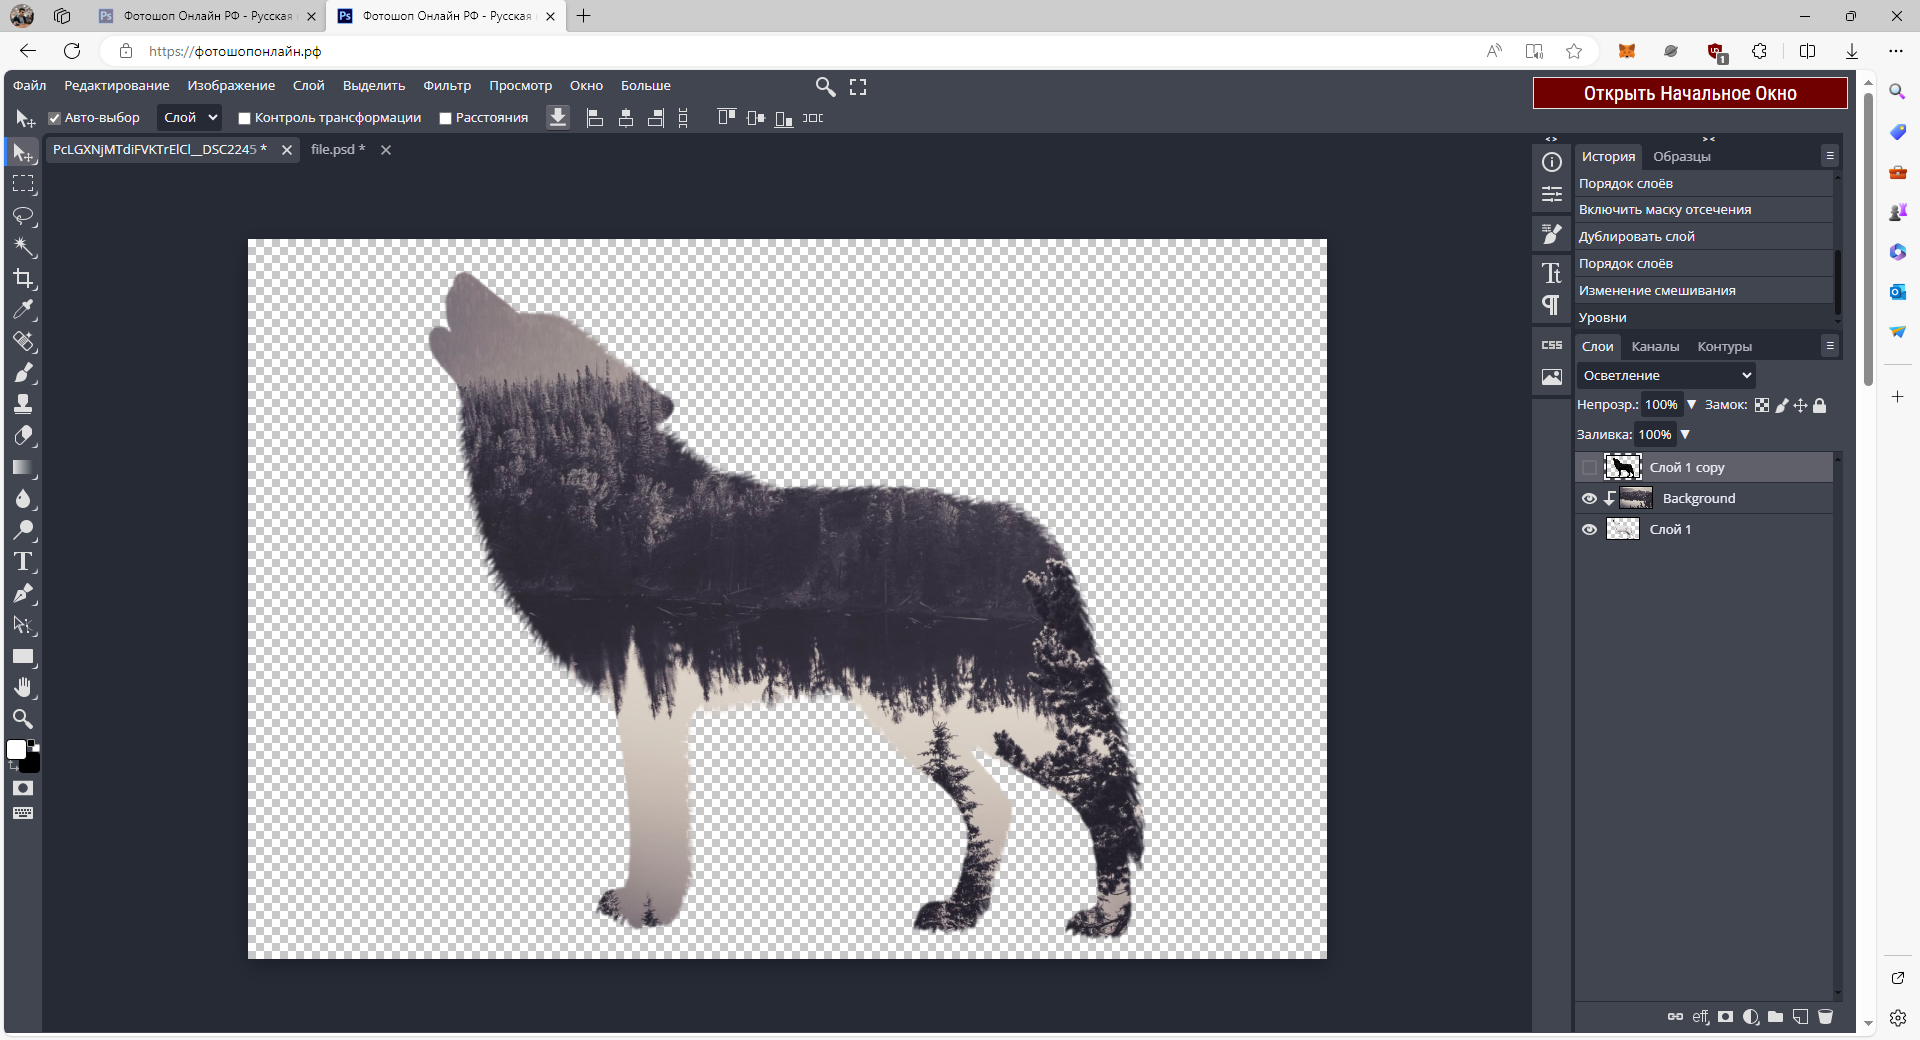 Фотошоп Онлайн РФ - Русская
Фотошоп Онлайн РФ - Русская
https://фотошопонлайн.рф
1
Файл Редактирование Изображение Слой Выделить Фильтр Просмотр Окно Больше
Открыть Начальное Окно
Авто-выбор Слой Контроль трансформации Расстояния
PcLGXNjMTdiFVKTrElCl__DSC2245 * file.psd *
История Образцы
Порядок слоёв
Включить маску отсечения
Дублировать слой
Порядок слоёв
Изменение смешивания
Уровни
CSS
Слои Каналы Контуры
Осветление
Непрозр.: 100% Замок:
Заливка: 100%
Слой 1 copy
Background
Слой 1
eff